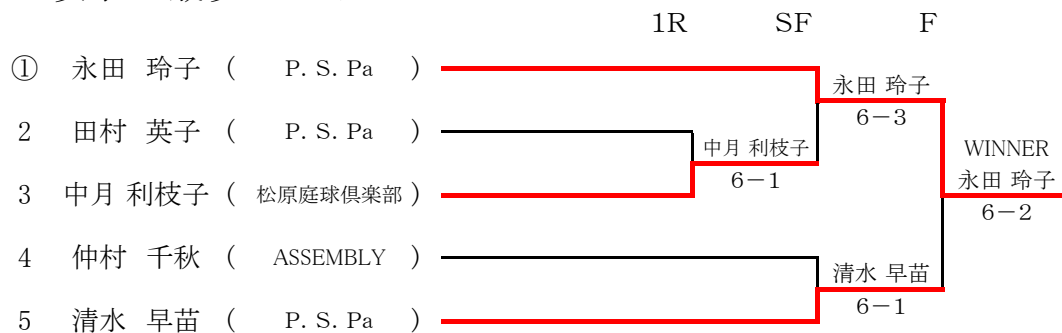 1R SF F
① 永田 玲子 ( P. S. Pa )
永田 玲子
6-3
2 田村 英子 ( P. S. Pa )
中月 利枝子
6-1
WINNER
永田 玲子
6-2
3 中月 利枝子 ( 松原庭球倶楽部 )
4 仲村 千秋 ( ASSEMBLY )
清水 早苗
6-1
5 清水 早苗 ( P. S. Pa )